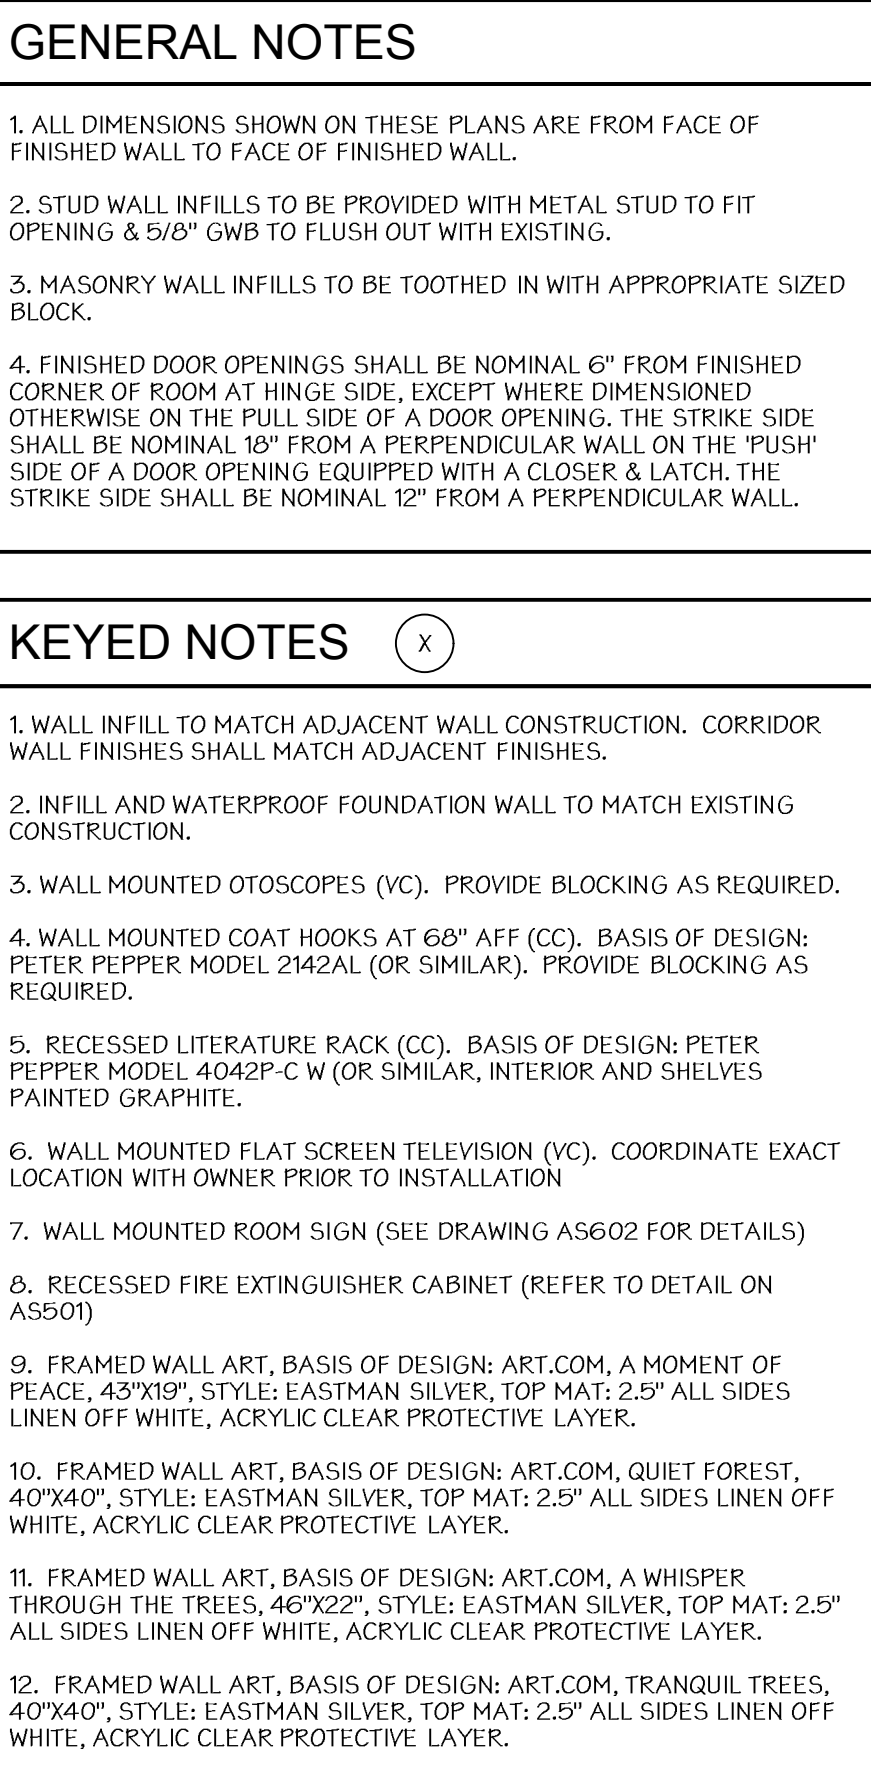 GENERAL NOTES
1. ALL DIMENSIONS SHOWN ON THESE PLANS ARE FROM FACE OF
FINISHED WALL TO FACE OF FINISHED WALL.
2. STUD WALL INFILLS TO BE PROVIDED WITH METAL STUD TO FIT
OPENING & 5/8" GWB TO FLUSH OUT WITH EXISTING.
3. MASONRY WALL INFILLS TO BE TOOTHED IN WITH APPROPRIATE SIZED
BLOCK.
4. FINISHED DOOR OPENINGS SHALL BE NOMINAL 6" FROM FINISHED
CORNER OF ROOM AT HINGE SIDE, EXCEPT WHERE DIMENSIONED
OTHERWISE ON THE PULL SIDE OF A DOOR OPENING. THE STRIKE SIDE
SHALL BE NOMINAL 18" FROM A PERPENDICULAR WALL ON THE 'PUSH'
SIDE OF A DOOR OPENING EQUIPPED WITH A CLOSER & LATCH. THE
STRIKE SIDE SHALL BE NOMINAL 12" FROM A PERPENDICULAR WALL.
KEYED NOTES X
1. WALL INFILL TO MATCH ADJACENT WALL CONSTRUCTION.  CORRIDOR
WALL FINISHES SHALL MATCH ADJACENT FINISHES.
2. INFILL AND WATERPROOF FOUNDATION WALL TO MATCH EXISTING
CONSTRUCTION.
3. WALL MOUNTED OTOSCOPES (VC).  PROVIDE BLOCKING AS REQUIRED.
4. WALL MOUNTED COAT HOOKS AT 68" AFF (CC).  BASIS OF DESIGN:
PETER PEPPER MODEL 2142AL (OR SIMILAR).  PROVIDE BLOCKING AS
REQUIRED.
5.  RECESSED LITERATURE RACK (CC).  BASIS OF DESIGN: PETER
PEPPER MODEL 4042P-C W (OR SIMILAR, INTERIOR AND SHELVES
PAINTED GRAPHITE.
6.  WALL MOUNTED FLAT SCREEN TELEVISION (VC).  COORDINATE EXACT
LOCATION WITH OWNER PRIOR TO INSTALLATION
7.  WALL MOUNTED ROOM SIGN (SEE DRAWING AS602 FOR DETAILS)
8.  RECESSED FIRE EXTINGUISHER CABINET (REFER TO DETAIL ON
AS501)
9.  FRAMED WALL ART, BASIS OF DESIGN: ART.COM, A MOMENT OF
PEACE, 43"X19", STYLE: EASTMAN SILVER, TOP MAT: 2.5" ALL SIDES
LINEN OFF WHITE, ACRYLIC CLEAR PROTECTIVE LAYER.
10.  FRAMED WALL ART, BASIS OF DESIGN: ART.COM, QUIET FOREST,
40"X40", STYLE: EASTMAN SILVER, TOP MAT: 2.5" ALL SIDES LINEN OFF
WHITE, ACRYLIC CLEAR PROTECTIVE LAYER.
11.  FRAMED WALL ART, BASIS OF DESIGN: ART.COM, A WHISPER
THROUGH THE TREES, 46"X22", STYLE: EASTMAN SILVER, TOP MAT: 2.5"
ALL SIDES LINEN OFF WHITE, ACRYLIC CLEAR PROTECTIVE LAYER.
12.  FRAMED WALL ART, BASIS OF DESIGN: ART.COM, TRANQUIL TREES,
40"X40", STYLE: EASTMAN SILVER, TOP MAT: 2.5" ALL SIDES LINEN OFF
WHITE, ACRYLIC CLEAR PROTECTIVE LAYER.